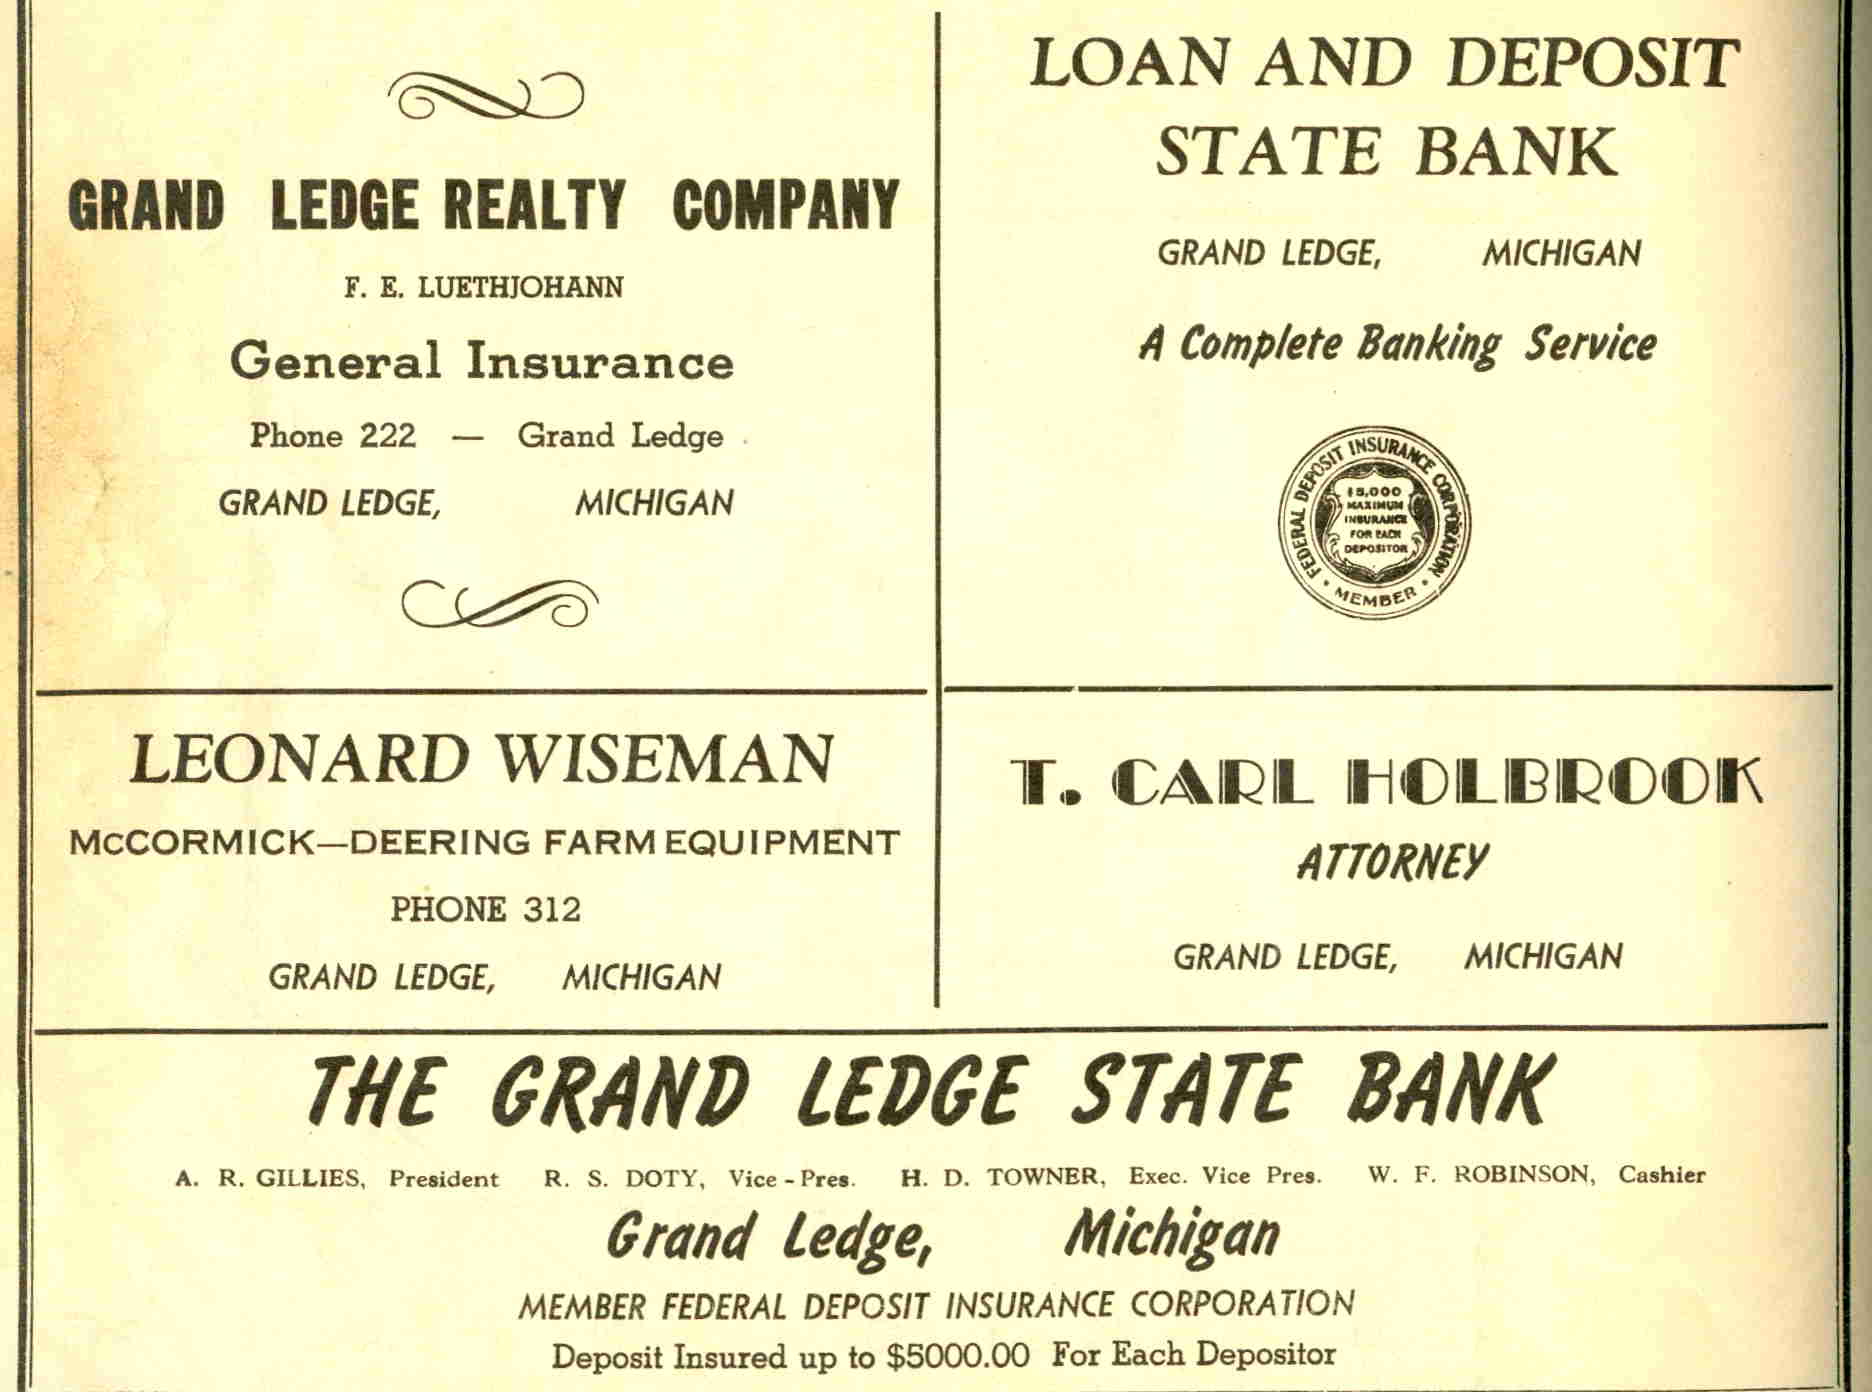 GRAND LEDGE REALTY COMPANY
F. E. LUETHJOHANN
General Insurance
Phone 222 — Grand Ledge
GRAND LEDGE, MICHIGAN
LOAN AND DEPOSIT
STATE BANK
GRAND LEDGE, MICHIGAN
A Complete Banking Service
FEDERAL DEPOSIT INSURANCE CORPORATION
$5,000
MAXIMUM
INSURANCE
FOR EACH
DEPOSITOR
• MEMBER •
LEONARD WISEMAN
McCORMICK—DEERING FARM EQUIPMENT
PHONE 312
GRAND LEDGE, MICHIGAN
T. CARL HOLBROOK
ATTORNEY
GRAND LEDGE, MICHIGAN
THE GRAND LEDGE STATE BANK
A. R. GILLIES, President R. S. DOTY, Vice-Pres. H. D. TOWNER, Exec. Vice Pres. W. F. ROBINSON, Cashier
Grand Ledge, Michigan
MEMBER FEDERAL DEPOSIT INSURANCE CORPORATION
Deposit Insured up to $5000.00 For Each Depositor